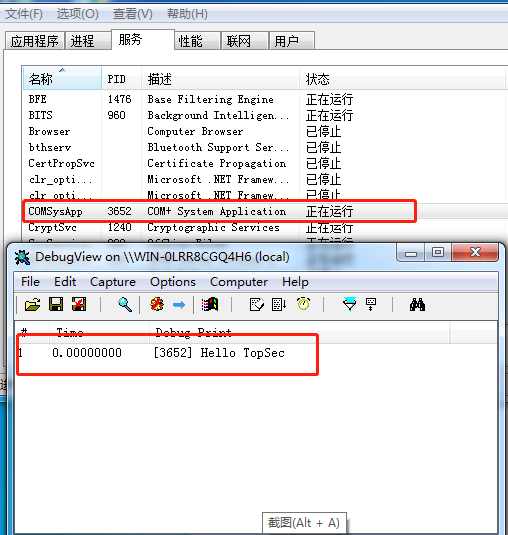 文件(F) 选项(O) 查看(V) 帮助(H)
应用程序 进程 服务 性能 联网 用户
名称 PID 描述 状态
BFE 1476 Base Filtering Engine 正在运行
BITS 960 Background Intelligen... 正在运行
Browser Computer Browser 已停止
bthserv Bluetooth Support Ser... 已停止
CertPropSvc Certificate Propagation 已停止
clr_opti... Microsoft .NET Framew... 已停止
clr_opti... Microsoft .NET Framew... 已停止
COMSysApp 3652 COM+ System Application 正在运行
CryptSvc 1240 Cryptographic Services 正在运行
DebugView on \\WIN-0LRR8CGQ4H6 (local)
File Edit Capture Options Computer Help
# Time Debug Print
1 0.00000000 [3652] Hello TopSec
截图(Alt + A)